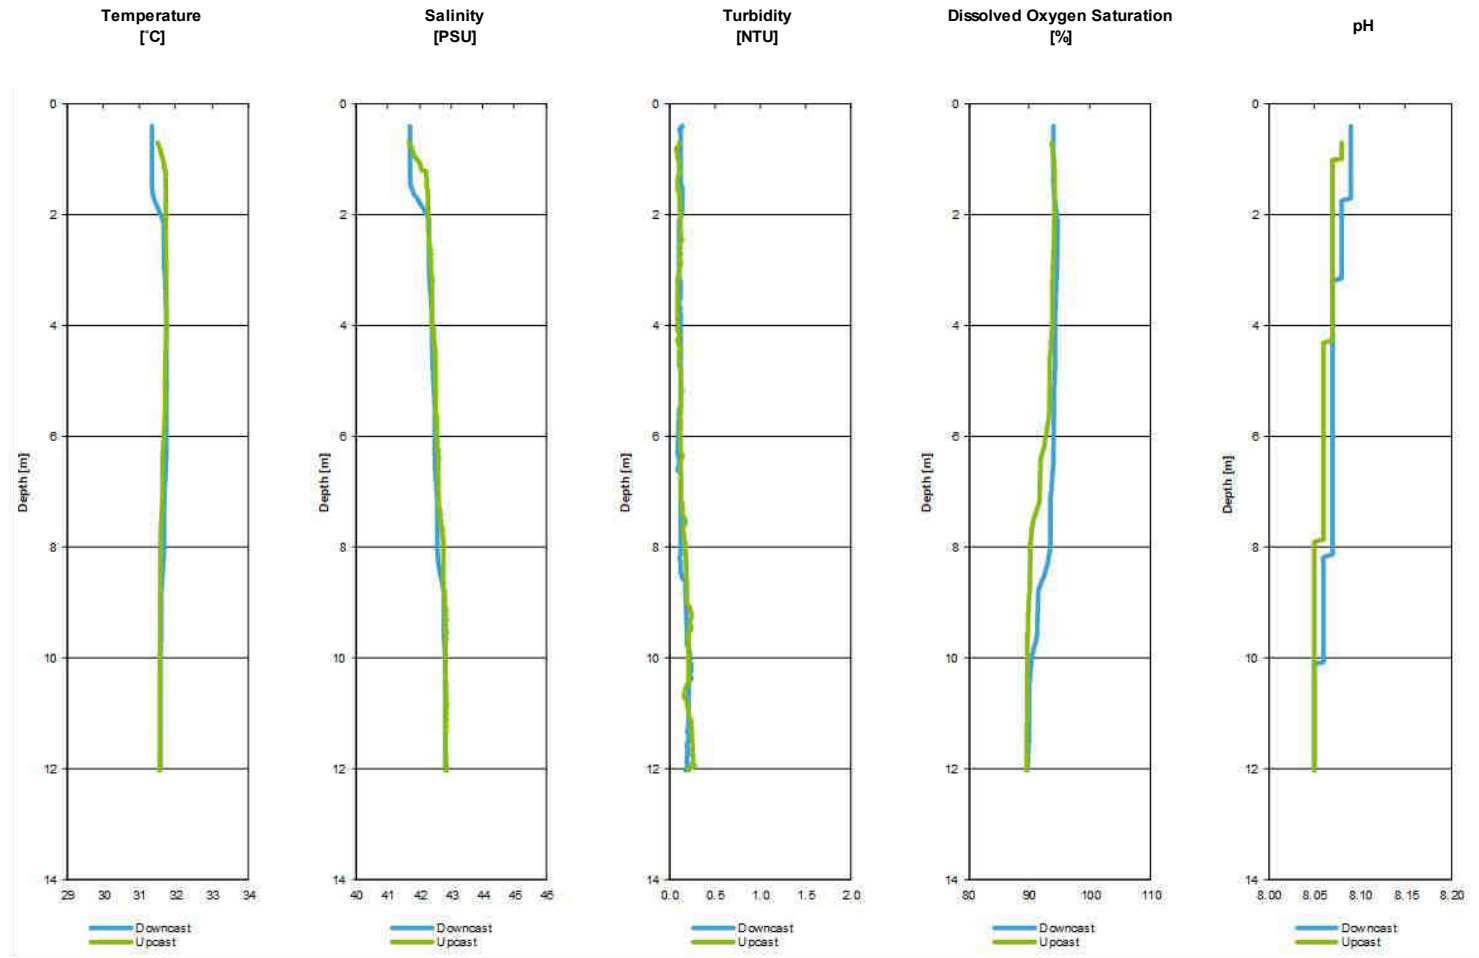 Temperature
[˚C]
Salinity
[PSU]
Turbidity
[NTU]
Dissolved Oxygen Saturation
[%]
pH
0
2
4
6
8
10
12
14
Depth [m]
29 30 31 32 33 34
Downcast
Upcast
0
2
4
6
8
10
12
14
Depth [m]
40 41 42 43 44 45 46
Downcast
Upcast
0
2
4
6
8
10
12
14
Depth [m]
0.0 0.5 1.0 1.5 2.0
Downcast
Upcast
0
2
4
6
8
10
12
14
Depth [m]
80 90 100 110
Downcast
Upcast
0
2
4
6
8
10
12
14
Depth [m]
8.00 8.05 8.10 8.15 8.20
Downcast
Upcast